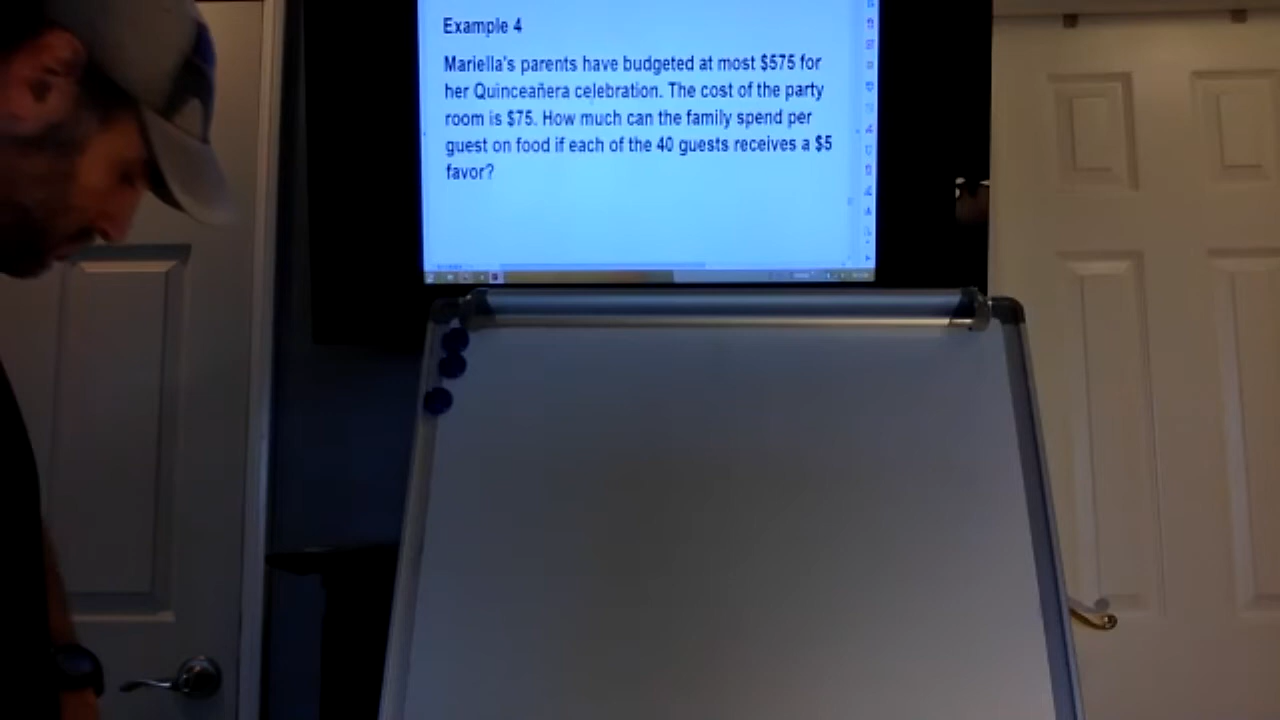 Example 4
Mariella's parents have budgeted at most $575 for
her Quinceañera celebration. The cost of the party
room is $75. How much can the family spend per
guest on food if each of the 40 guests receives a $5
favor?